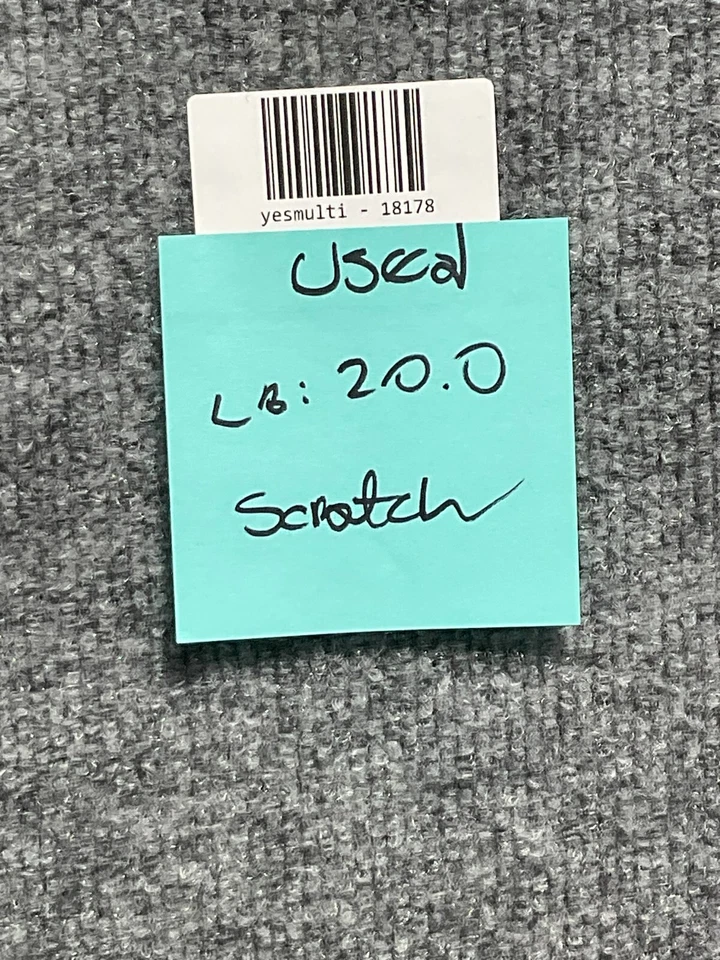 yesmulti - 18178
Used
LB: 20.0
Scratch